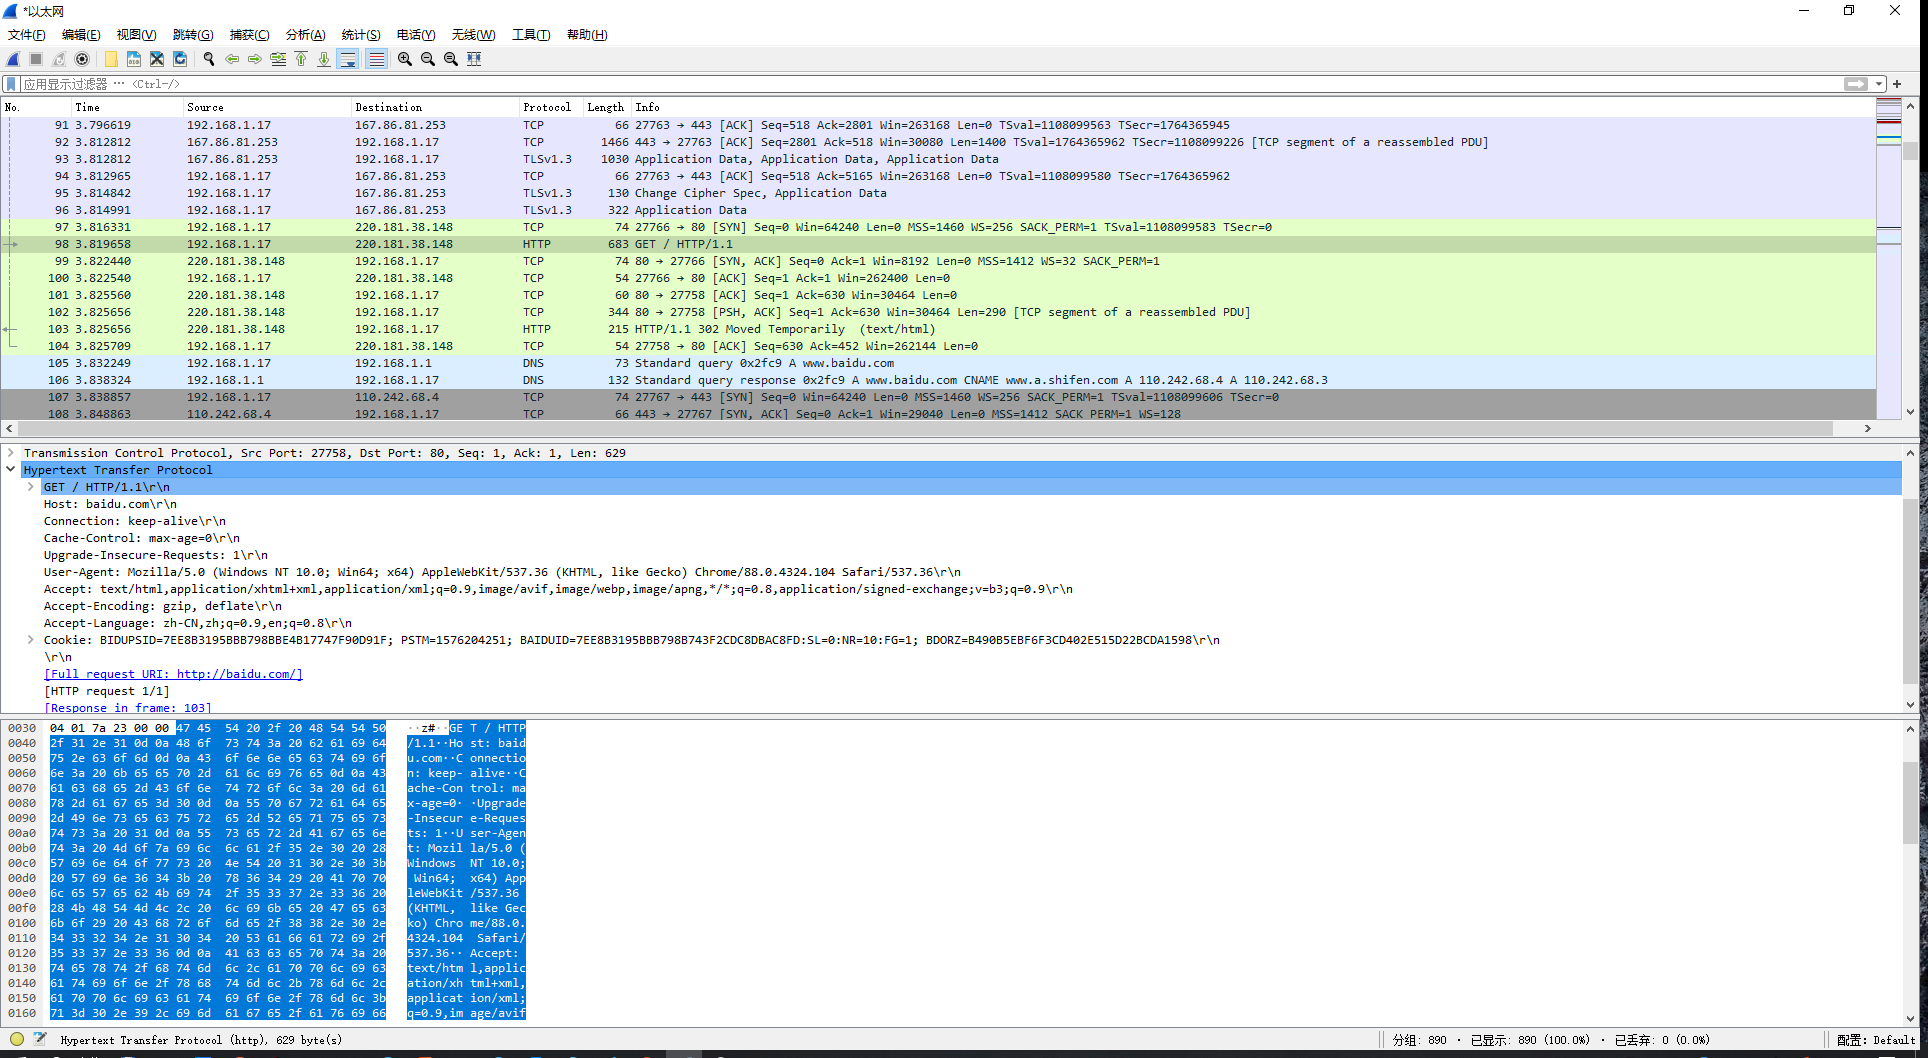 *以太网
文件(F) 编辑(E) 视图(V) 跳转(G) 捕获(C) 分析(A) 统计(S) 电话(Y) 无线(W) 工具(T) 帮助(H)
应用显示过滤器 … <Ctrl-/>
No. Time Source Destination Protocol Length Info
91 3.796619 192.168.1.17 167.86.81.253 TCP 66 27763 → 443 [ACK] Seq=518 Ack=2801 Win=263168 Len=0 TSval=1108099563 TSecr=1764365945
92 3.812812 167.86.81.253 192.168.1.17 TCP 1466 443 → 27763 [ACK] Seq=2801 Ack=518 Win=30080 Len=1400 TSval=1764365962 TSecr=1108099226 [TCP segment of a reassembled PDU]
93 3.812812 167.86.81.253 192.168.1.17 TLSv1.3 1030 Application Data, Application Data, Application Data
94 3.812965 192.168.1.17 167.86.81.253 TCP 66 27763 → 443 [ACK] Seq=518 Ack=5165 Win=263168 Len=0 TSval=1108099580 TSecr=1764365962
95 3.814842 192.168.1.17 167.86.81.253 TLSv1.3 130 Change Cipher Spec, Application Data
96 3.814991 192.168.1.17 167.86.81.253 TLSv1.3 322 Application Data
97 3.816331 192.168.1.17 220.181.38.148 TCP 74 27766 → 80 [SYN] Seq=0 Win=64240 Len=0 MSS=1460 WS=256 SACK_PERM=1 TSval=1108099583 TSecr=0
98 3.819658 192.168.1.17 220.181.38.148 HTTP 683 GET / HTTP/1.1
99 3.822440 220.181.38.148 192.168.1.17 TCP 74 80 → 27766 [SYN, ACK] Seq=0 Ack=1 Win=8192 Len=0 MSS=1412 WS=32 SACK_PERM=1
100 3.822540 192.168.1.17 220.181.38.148 TCP 54 27766 → 80 [ACK] Seq=1 Ack=1 Win=262400 Len=0
101 3.825560 220.181.38.148 192.168.1.17 TCP 60 80 → 27758 [ACK] Seq=1 Ack=630 Win=30464 Len=0
102 3.825656 220.181.38.148 192.168.1.17 TCP 344 80 → 27758 [PSH, ACK] Seq=1 Ack=630 Win=30464 Len=290 [TCP segment of a reassembled PDU]
103 3.825656 220.181.38.148 192.168.1.17 HTTP 215 HTTP/1.1 302 Moved Temporarily (text/html)
104 3.825709 192.168.1.17 220.181.38.148 TCP 54 27758 → 80 [ACK] Seq=630 Ack=452 Win=262144 Len=0
105 3.832249 192.168.1.17 192.168.1.1 DNS 73 Standard query 0x2fc9 A www.baidu.com
106 3.838324 192.168.1.1 192.168.1.17 DNS 132 Standard query response 0x2fc9 A www.baidu.com CNAME www.a.shifen.com A 110.242.68.4 A 110.242.68.3
107 3.838857 192.168.1.17 110.242.68.4 TCP 74 27767 → 443 [SYN] Seq=0 Win=64240 Len=0 MSS=1460 WS=256 SACK_PERM=1 TSval=1108099606 TSecr=0
108 3.848863 110.242.68.4 192.168.1.17 TCP 66 443 → 27767 [SYN, ACK] Seq=0 Ack=1 Win=29040 Len=0 MSS=1412 SACK_PERM=1 WS=128
Transmission Control Protocol, Src Port: 27758, Dst Port: 80, Seq: 1, Ack: 1, Len: 629
Hypertext Transfer Protocol
GET / HTTP/1.1\r\n
Host: baidu.com\r\n
Connection: keep-alive\r\n
Cache-Control: max-age=0\r\n
Upgrade-Insecure-Requests: 1\r\n
User-Agent: Mozilla/5.0 (Windows NT 10.0; Win64; x64) AppleWebKit/537.36 (KHTML, like Gecko) Chrome/88.0.4324.104 Safari/537.36\r\n
Accept: text/html,application/xhtml+xml,application/xml;q=0.9,image/avif,image/webp,image/apng,*/*;q=0.8,application/signed-exchange;v=b3;q=0.9\r\n
Accept-Encoding: gzip, deflate\r\n
Accept-Language: zh-CN,zh;q=0.9,en;q=0.8\r\n
Cookie: BIDUPSID=7EE8B3195BBB798BBE4B17747F90D91F; PSTM=1576204251; BAIDUID=7EE8B3195BBB798B743F2CDC8DBAC8FD:SL=0:NR=10:FG=1; BDORZ=B490B5EBF6F3CD402E515D22BCDA1598\r\n
\r\n
[Full request URI: http://baidu.com/]
[HTTP request 1/1]
[Response in frame: 103]
0030 04 01 7a 23 00 00 47 45 54 20 2f 20 48 54 54 50 ··z#··GE T / HTTP
0040 2f 31 2e 31 0d 0a 48 6f 73 74 3a 20 62 61 69 64 /1.1··Ho st: baid
0050 75 2e 63 6f 6d 0d 0a 43 6f 6e 6e 65 63 74 69 6f u.com··C onnectio
0060 6e 3a 20 6b 65 65 70 2d 61 6c 69 76 65 0d 0a 43 n: keep- alive··C
0070 61 63 68 65 2d 43 6f 6e 74 72 6f 6c 3a 20 6d 61 ache-Con trol: ma
0080 78 2d 61 67 65 3d 30 0d 0a 55 70 67 72 61 64 65 x-age=0· ·Upgrade
0090 2d 49 6e 73 65 63 75 72 65 2d 52 65 71 75 65 73 -Insecur e-Reques
00a0 74 73 3a 20 31 0d 0a 55 73 65 72 2d 41 67 65 6e ts: 1··U ser-Agen
00b0 74 3a 20 4d 6f 7a 69 6c 6c 61 2f 35 2e 30 20 28 t: Mozil la/5.0 (
00c0 57 69 6e 64 6f 77 73 20 4e 54 20 31 30 2e 30 3b Windows NT 10.0;
00d0 20 57 69 6e 36 34 3b 20 78 36 34 29 20 41 70 70 Win64; x64) App
00e0 6c 65 57 65 62 4b 69 74 2f 35 33 37 2e 33 36 20 leWebKit /537.36
00f0 28 4b 48 54 4d 4c 2c 20 6c 69 6b 65 20 47 65 63 (KHTML, like Gec
0100 6b 6f 29 20 43 68 72 6f 6d 65 2f 38 38 2e 30 2e ko) Chro me/88.0.
0110 34 33 32 34 2e 31 30 34 20 53 61 66 61 72 69 2f 4324.104 Safari/
0120 35 33 37 2e 33 36 0d 0a 41 63 63 65 70 74 3a 20 537.36·· Accept:
0130 74 65 78 74 2f 68 74 6d 6c 2c 61 70 70 6c 69 63 text/htm l,applic
0140 61 74 69 6f 6e 2f 78 68 74 6d 6c 2b 78 6d 6c 2c ation/xh tml+xml,
0150 61 70 70 6c 69 63 61 74 69 6f 6e 2f 78 6d 6c 3b applicat ion/xml;
0160 71 3d 30 2e 39 2c 69 6d 61 67 65 2f 61 76 69 66 q=0.9,im age/avif
Hypertext Transfer Protocol (http), 629 byte(s) 分组: 890 · 已显示: 890 (100.0%) · 已丢弃: 0 (0.0%) 配置: Default